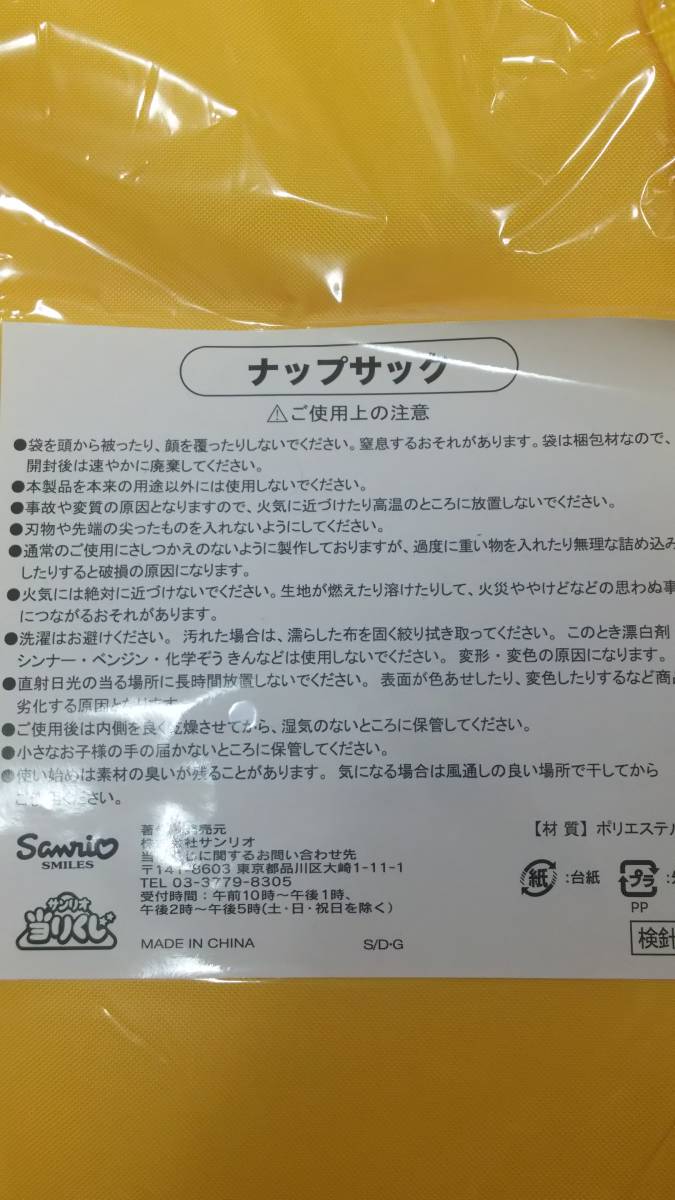 ナップサック
⚠ご使用上の注意
●袋を頭から被ったり、顔を覆ったりしないでください。窒息するおそれがあります。袋は梱包材なので、
開封後は速やかに廃棄してください。
●本製品を本来の用途以外には使用しないでください。
●事故や変質の原因となりますので、火気に近づけたり高温のところに放置しないでください。
●刃物や先端の尖ったものを入れないようにしてください。
●通常のご使用にさしつかえのないように製作しておりますが、過度に重い物を入れたり無理な詰め込み
したりすると破損の原因になります。
●火気には絶対に近づけないでください。生地が燃えたり溶けたりして、火災ややけどなどの思わぬ事
につながるおそれがあります。
●洗濯はお避けください。 汚れた場合は、濡らした布を固く絞り拭き取ってください。 このとき漂白剤
シンナー・ベンジン・化学ぞうきんなどは使用しないでください。 変形・変色の原因になります。
●直射日光の当る場所に長時間放置しないでください。 表面が色あせしたり、変色したりするなど商品
劣化する原因となります。
●ご使用後は内側を良く乾燥させてから、湿気のないところに保管してください。
●小さなお子様の手の届かないところに保管してください。
●使い始めは素材の臭いが残ることがあります。 気になる場合は風通しの良い場所で干してから
ください。
【材 質】ポリエステル
Sanrio
SMILES
発売元
株式会社サンリオ
当りくじに関するお問い合わせ先
〒141-8603 東京都品川区大崎1-11-1
TEL 03-3779-8305
受付時間：午前10時～午後1時、
午後2時～午後5時(土・日・祝日を除く)
紙 :台紙
プラ
PP
サンリオ
当りくじ
MADE IN CHINA S/D・G
検針